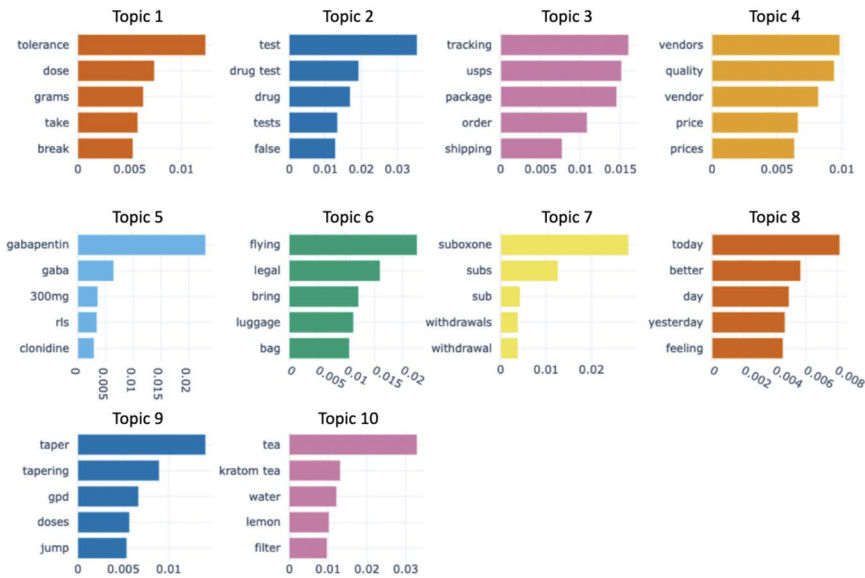 Topic 1
tolerance
dose
grams
take
break
0 0.005 0.01
Topic 2
test
drug test
drug
tests
false
0 0.01 0.02 0.03
Topic 3
tracking
usps
package
order
shipping
0 0.005 0.01 0.015
Topic 4
vendors
quality
vendor
price
prices
0 0.005 0.01
Topic 5
gabapentin
gaba
300mg
rls
clonidine
0 0.005 0.01 0.015 0.02
Topic 6
flying
legal
bring
luggage
bag
0 0.005 0.01 0.015 0.02
Topic 7
suboxone
subs
sub
withdrawals
withdrawal
0 0.01 0.02
Topic 8
today
better
day
yesterday
feeling
0 0.002 0.004 0.006 0.008
Topic 9
taper
tapering
gpd
doses
jump
0 0.005 0.01
Topic 10
tea
kratom tea
water
lemon
filter
0 0.01 0.02 0.03